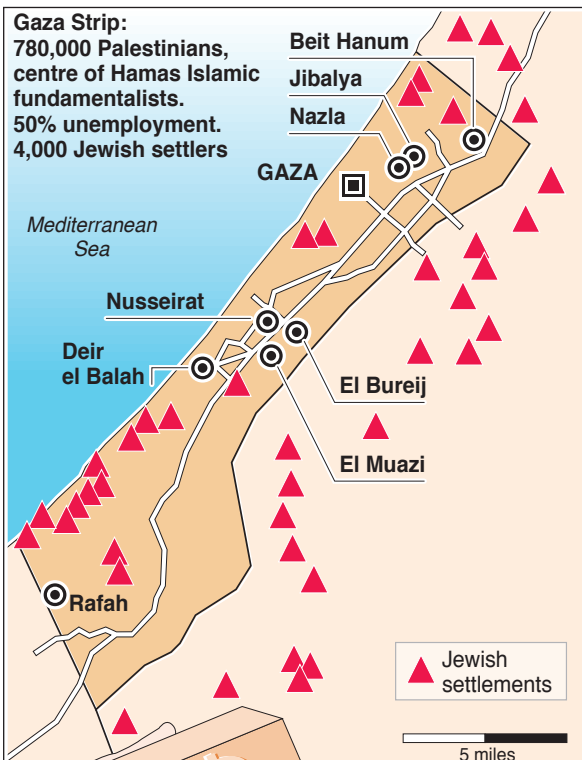 Gaza Strip:
780,000 Palestinians,
centre of Hamas Islamic
fundamentalists.
50% unemployment.
4,000 Jewish settlers
Beit Hanum
Jibalya
Nazla
GAZA
Mediterranean
Sea
Nusseirat
Deir
el Balah
El Bureij
El Muazi
Rafah
Jewish
settlements
5 miles